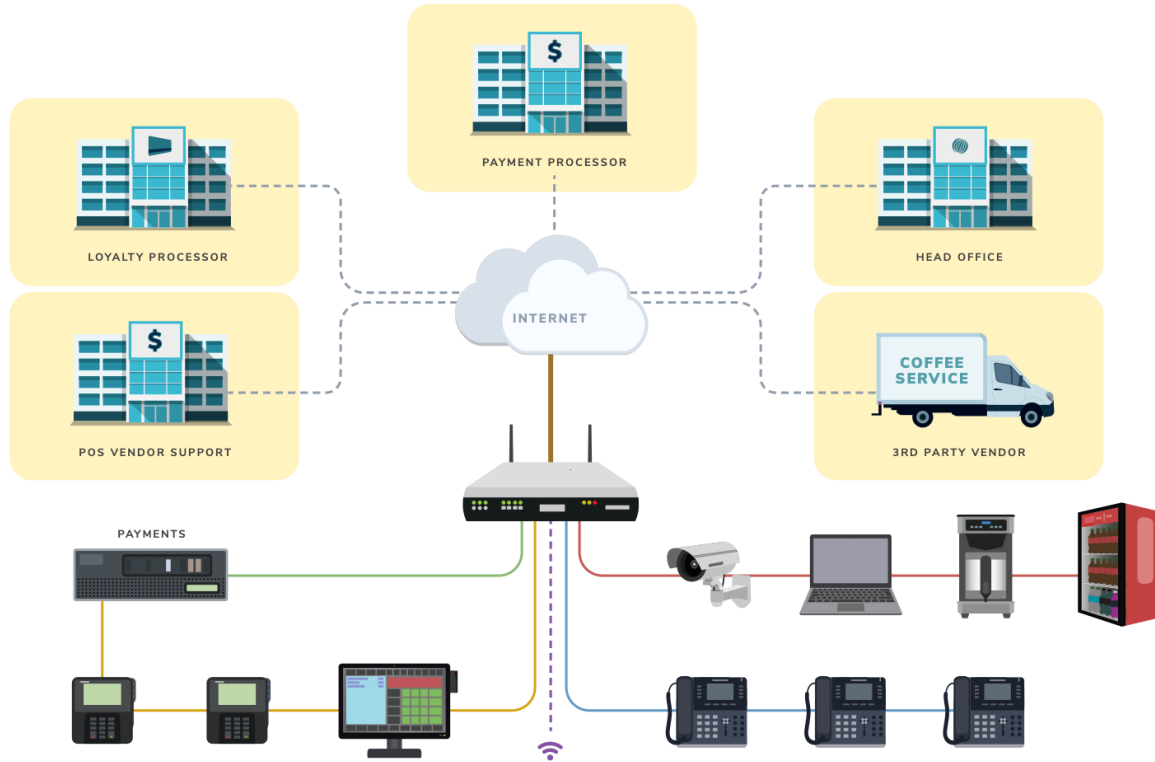 PAYMENT PROCESSOR
LOYALTY PROCESSOR
HEAD OFFICE
INTERNET
COFFEE
SERVICE
POS VENDOR SUPPORT
3RD PARTY VENDOR
PAYMENTS
$
$